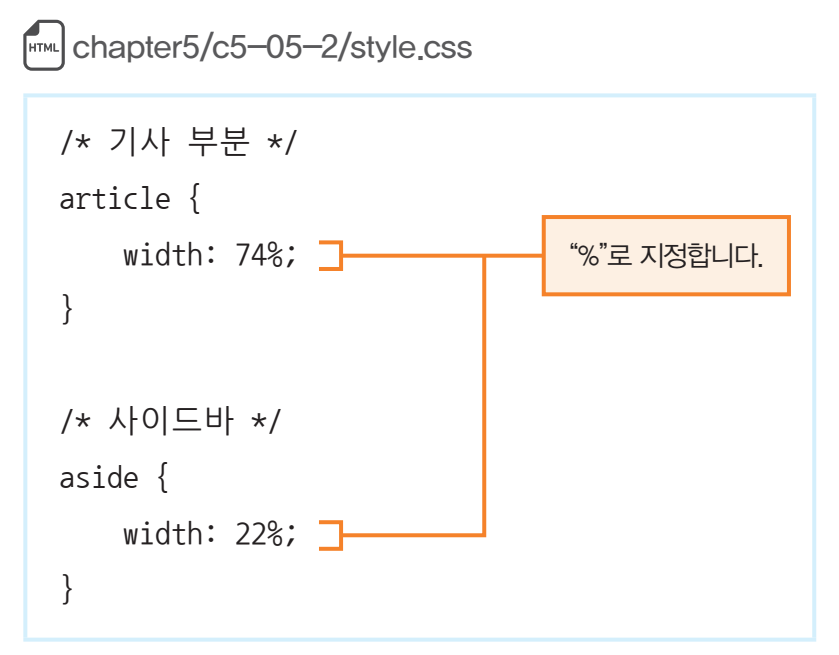 HTML
chapter5/c5-05-2/style.css
/* 기사 부분 */
article {
width: 74%;
“%”로 지정합니다.
}
/* 사이드바 */
aside {
width: 22%;
}